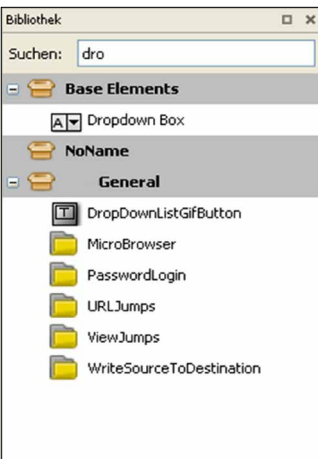 Bibliothek
Suchen: dro
Base Elements
A Dropdown Box
NoName
General
T DropDownListGifButton
MicroBrowser
PasswordLogin
URLJumps
ViewJumps
WriteSourceToDestination